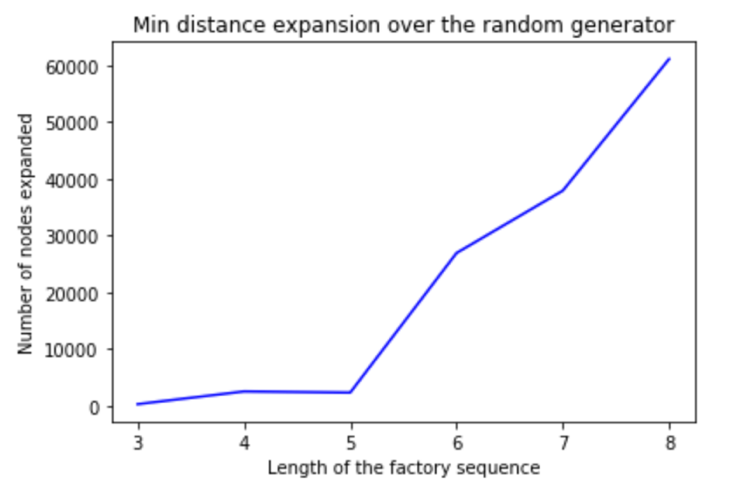 Min distance expansion over the random generator
60000
50000
40000
30000
20000
10000
0
Number of nodes expanded
3 4 5 6 7 8
Length of the factory sequence